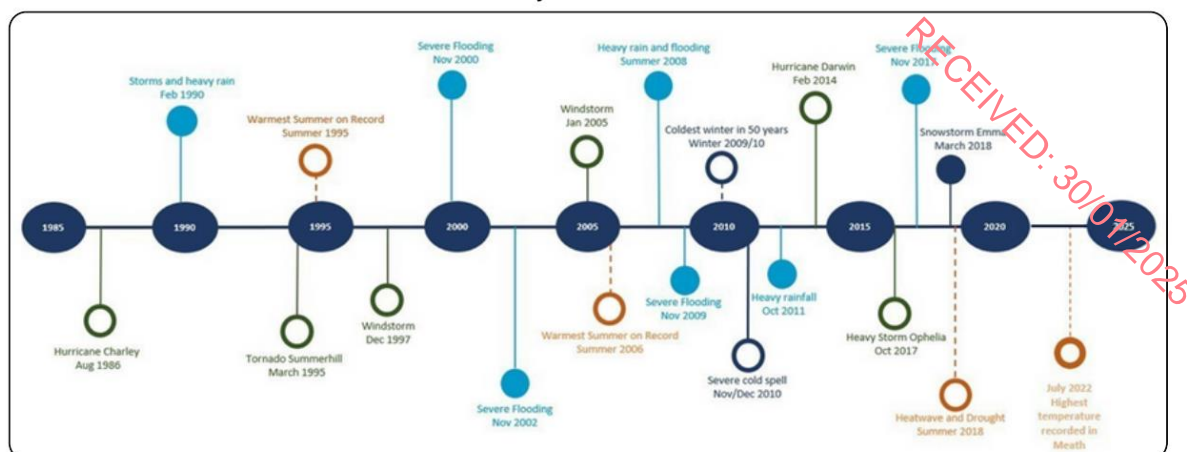 Severe Flooding
Nov 2000
Heavy rain and flooding
Summer 2008
Severe Flooding
Nov 2017
Hurricane Darwin
Feb 2014
Storms and heavy rain
Feb 1990
Windstorm
Jan 2005
Warmest Summer on Record
Summer 1995
Coldest winter in 50 years
Winter 2009/10
Snowstorm Emma
March 2018
RECEIVED: 30/01/2025
1985
1990
1995
2000
2005
2010
2015
2020
2025
Hurricane Charley
Aug 1986
Tornado Summerhill
March 1995
Windstorm
Dec 1997
Severe Flooding
Nov 2002
Warmest Summer on Record
Summer 2006
Severe Flooding
Nov 2009
Heavy rainfall
Oct 2011
Severe cold spell
Nov/Dec 2010
Heavy Storm Ophelia
Oct 2017
Heatwave and Drought
Summer 2018
July 2022
Highest
temperature
recorded in
Meath